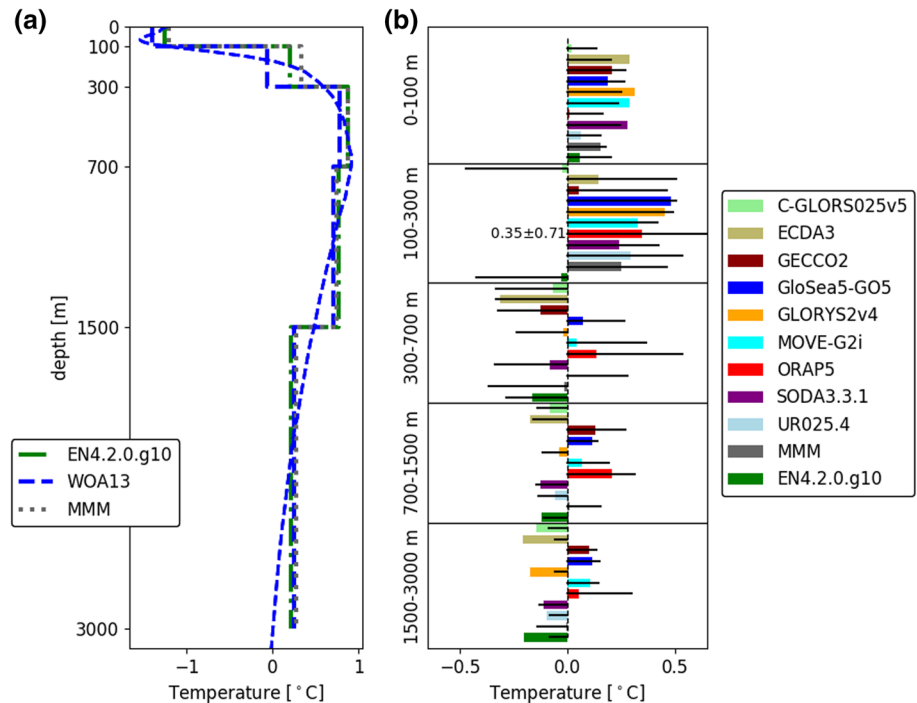 (a)
0
100
300
700
1500
3000
depth [m]
−1
0
1
Temperature [°C]
EN4.2.0.g10
WOA13
MMM
(b)
0-100 m
100-300 m
300-700 m
700-1500 m
1500-3000 m
0.35±0.71
−0.5
0.0
0.5
Temperature [°C]
C-GLORS025v5
ECDA3
GECCO2
GloSea5-GO5
GLORYS2v4
MOVE-G2i
ORAP5
SODA3.3.1
UR025.4
MMM
EN4.2.0.g10